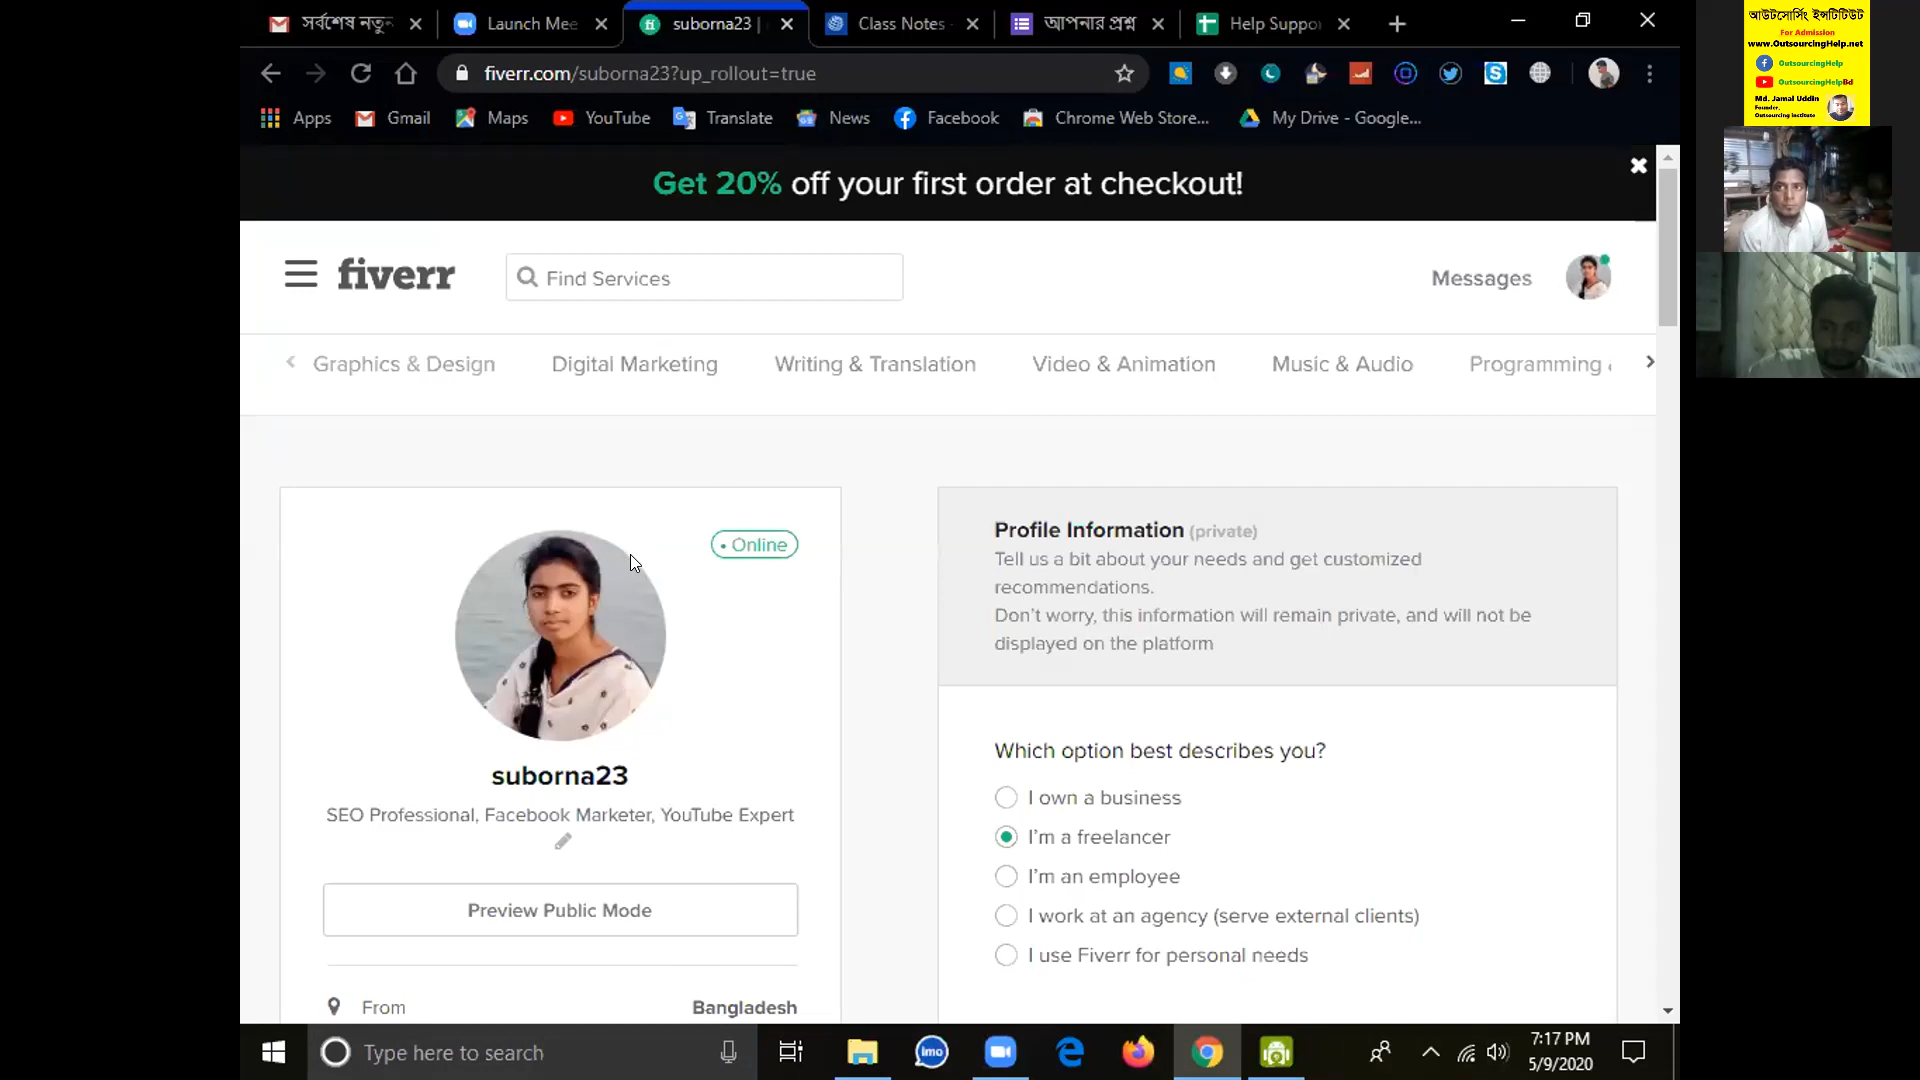 সর্বশেষ নতুন
Launch Mee
suborna23 |
Class Notes -
আপনার প্রশ্ন
Help Suppo
fiverr.com/suborna23?up_rollout=true
Apps
Gmail
Maps
YouTube
Translate
News
Facebook
Chrome Web Store...
My Drive - Google...
Get 20% off your first order at checkout!
fiverr
Find Services
Messages
Graphics & Design
Digital Marketing
Writing & Translation
Video & Animation
Music & Audio
Programming &
• Online
suborna23
SEO Professional, Facebook Marketer, YouTube Expert
Preview Public Mode
From
Bangladesh
Profile Information (private)
Tell us a bit about your needs and get customized
recommendations.
Don't worry, this information will remain private, and will not be
displayed on the platform
Which option best describes you?
I own a business
I'm a freelancer
I'm an employee
I work at an agency (serve external clients)
I use Fiverr for personal needs
Type here to search
imo
7:17 PM
5/9/2020
আউটসোর্সিং ইন্সটিটিউট
For Admission
www.OutsourcingHelp.net
OutsourcingHelp
OutsourcingHelpBd
Md. Jamal Uddin
Founder,
Outsourcing Institute